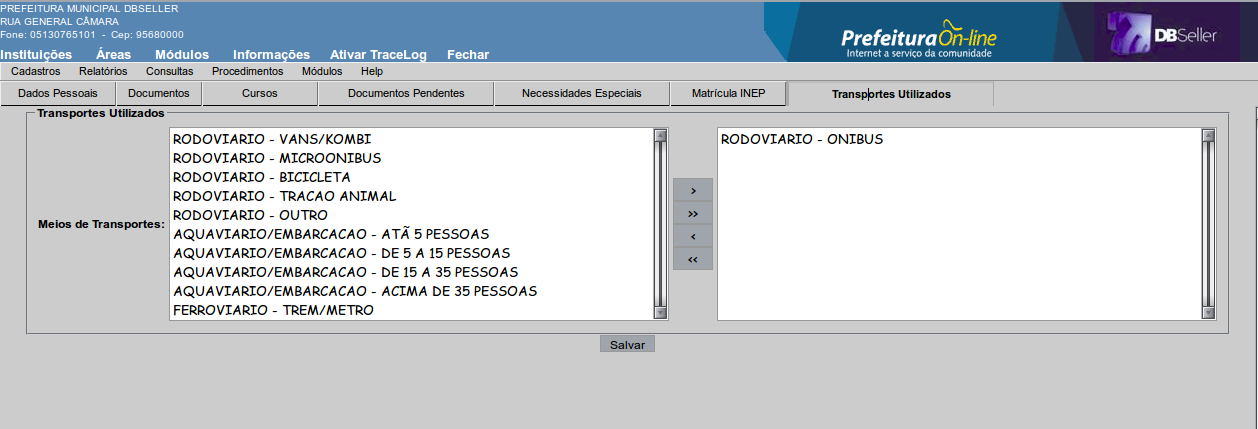 PREFEITURA MUNICIPAL DBSELLER
RUA GENERAL CÂMARA
Fone: 05130765101 - Cep: 95680000
PrefeituraOn-line
Internet a serviço da comunidade
DBSeller
Instituições Áreas Módulos Informações Ativar TraceLog Fechar
Cadastros Relatórios Consultas Procedimentos Módulos Help
Dados Pessoais Documentos Cursos Documentos Pendentes Necessidades Especiais Matrícula INEP Transportes Utilizados
Transportes Utilizados
Meios de Transportes:
RODOVIARIO - VANS/KOMBI
RODOVIARIO - MICROONIBUS
RODOVIARIO - BICICLETA
RODOVIARIO - TRACAO ANIMAL
RODOVIARIO - OUTRO
AQUAVIARIO/EMBARCACAO - ATÃ 5 PESSOAS
AQUAVIARIO/EMBARCACAO - DE 5 A 15 PESSOAS
AQUAVIARIO/EMBARCACAO - DE 15 A 35 PESSOAS
AQUAVIARIO/EMBARCACAO - ACIMA DE 35 PESSOAS
FERROVIARIO - TREM/METRO
>
>>
<
<<
RODOVIARIO - ONIBUS
Salvar